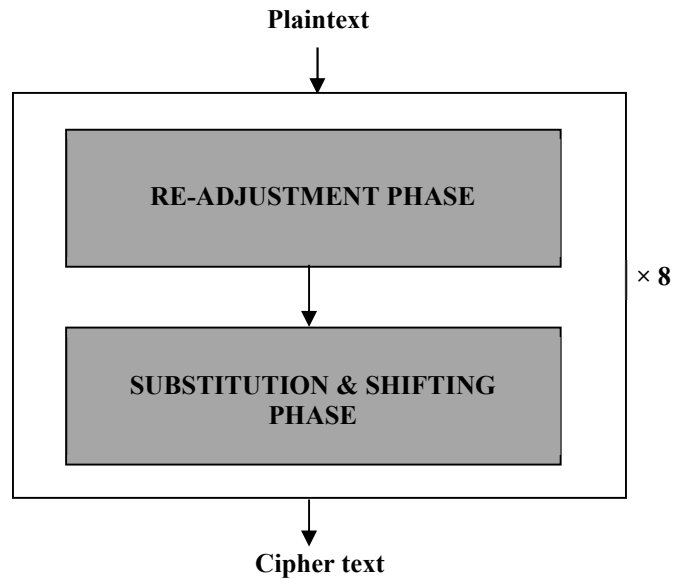 Plaintext
RE-ADJUSTMENT PHASE
× 8
SUBSTITUTION & SHIFTING
PHASE
Cipher text